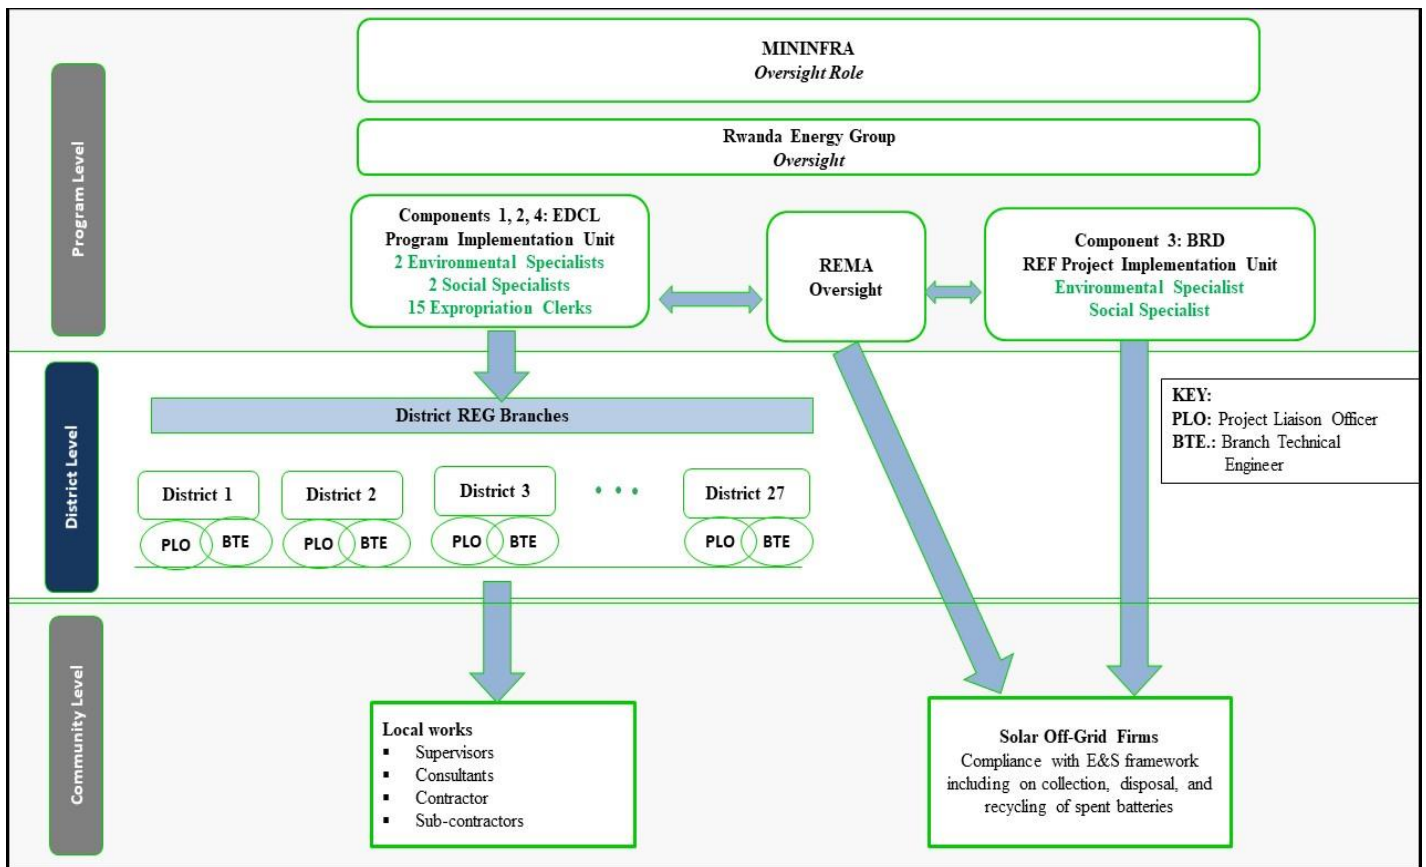 Program Level
MININFRA
Oversight Role
Rwanda Energy Group
Oversight
Components 1, 2, 4: EDCL
Program Implementation Unit
2 Environmental Specialists
2 Social Specialists
15 Expropriation Clerks
REMA
Oversight
Component 3: BRD
REF Project Implementation Unit
Environmental Specialist
Social Specialist
District Level
District REG Branches
KEY:
PLO: Project Liaison Officer
BTE.: Branch Technical
Engineer
District 1
District 2
District 3
• • •
District 27
PLO BTE
PLO BTE
PLO BTE
PLO BTE
Community Level
Local works
▪ Supervisors
▪ Consultants
▪ Contractor
▪ Sub-contractors
Solar Off-Grid Firms
Compliance with E&S framework
including on collection, disposal, and
recycling of spent batteries